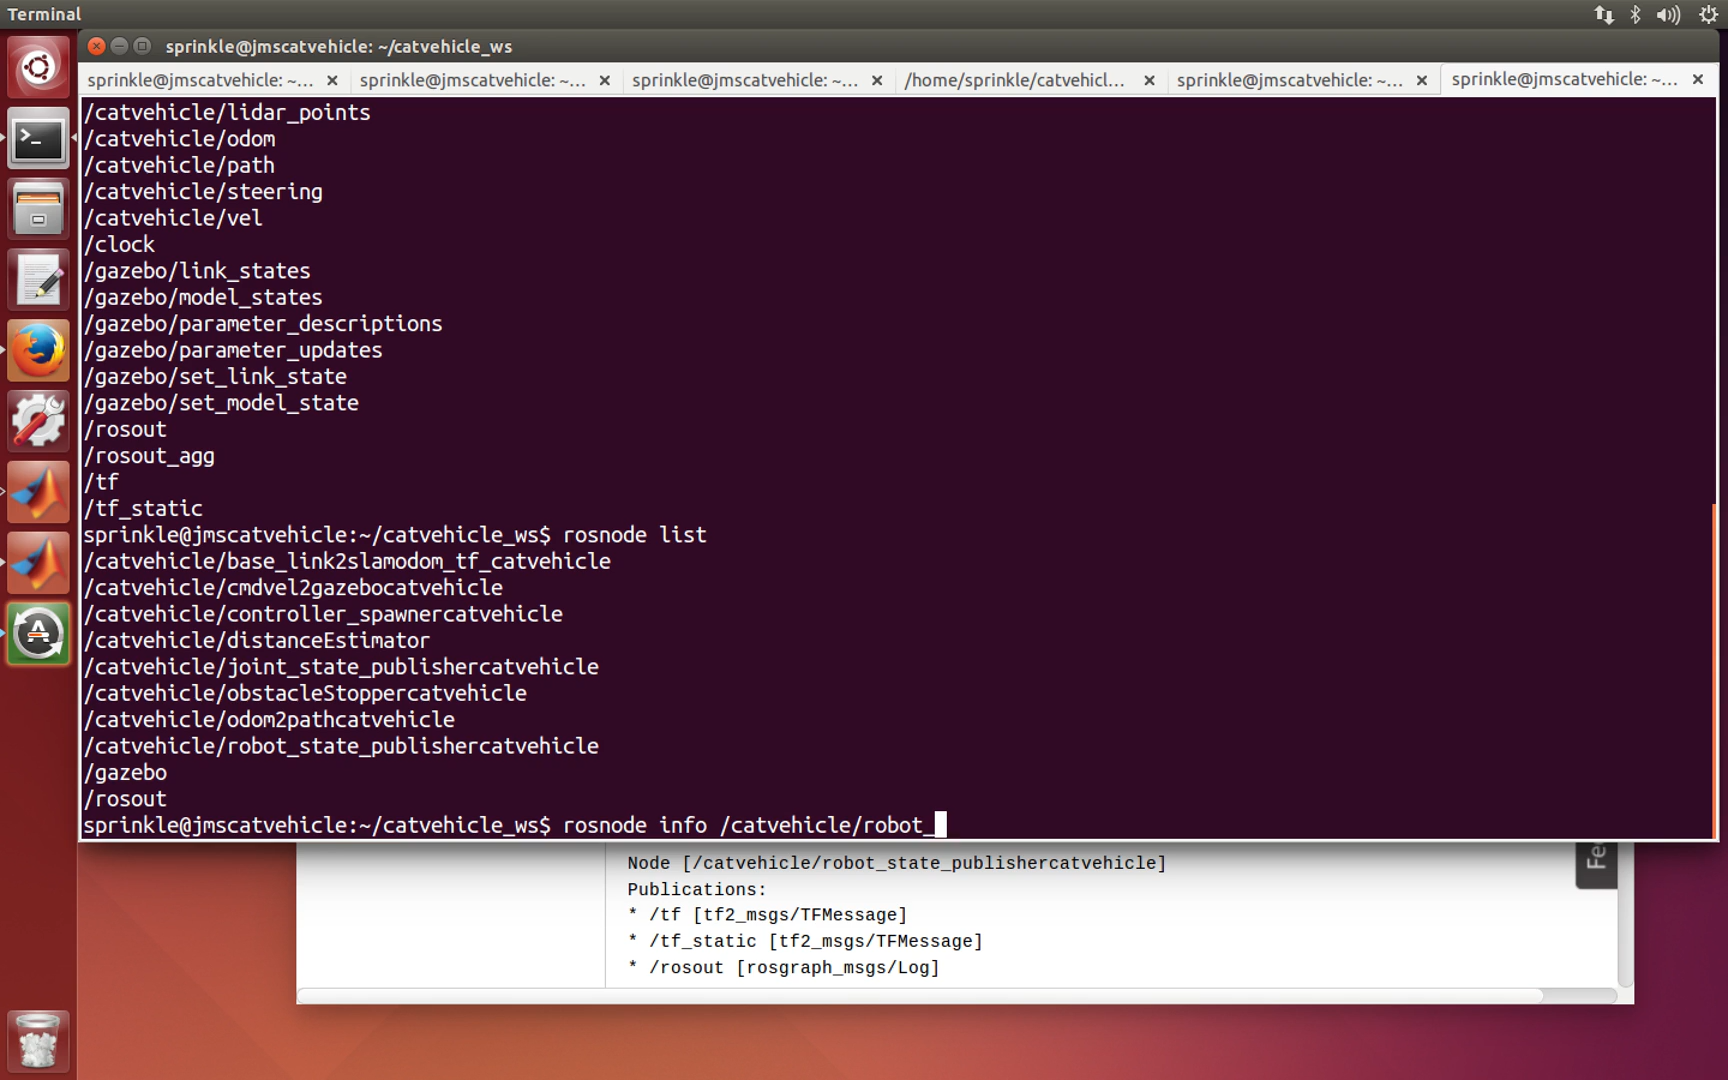 Terminal
sprinkle@jmscatvehicle: ~/catvehicle_ws
sprinkle@jmscatvehicle: ~... sprinkle@jmscatvehicle: ~... sprinkle@jmscatvehicle: ~... /home/sprinkle/catvehicl... sprinkle@jmscatvehicle: ~... sprinkle@jmscatvehicle: ~...
/catvehicle/lidar_points
/catvehicle/odom
/catvehicle/path
/catvehicle/steering
/catvehicle/vel
/clock
/gazebo/link_states
/gazebo/model_states
/gazebo/parameter_descriptions
/gazebo/parameter_updates
/gazebo/set_link_state
/gazebo/set_model_state
/rosout
/rosout_agg
/tf
/tf_static
sprinkle@jmscatvehicle:~/catvehicle_ws$ rosnode list
/catvehicle/base_link2slamodom_tf_catvehicle
/catvehicle/cmdvel2gazebocatvehicle
/catvehicle/controller_spawnercatvehicle
/catvehicle/distanceEstimator
/catvehicle/joint_state_publishercatvehicle
/catvehicle/obstacleStoppercatvehicle
/catvehicle/odom2pathcatvehicle
/catvehicle/robot_state_publishercatvehicle
/gazebo
/rosout
sprinkle@jmscatvehicle:~/catvehicle_ws$ rosnode info /catvehicle/robot_
Node [/catvehicle/robot_state_publishercatvehicle]
Publications:
* /tf [tf2_msgs/TFMessage]
* /tf_static [tf2_msgs/TFMessage]
* /rosout [rosgraph_msgs/Log]